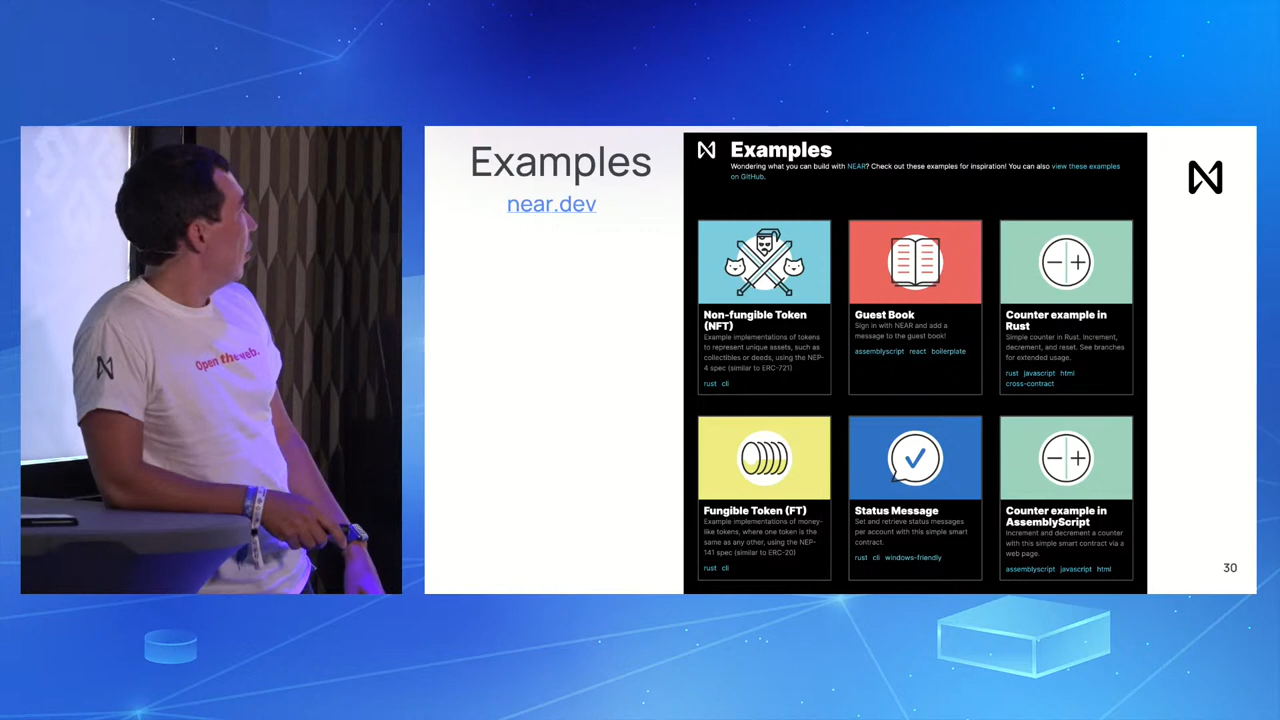 Open the web.
Examples
near.dev
Examples
Wondering what you can build with NEAR? Check out these examples for inspiration! You can also view these examples
on GitHub.
Non-fungible Token
(NFT)
Example implementations of tokens
to represent unique assets, such as
collectibles or deeds, using the NEP-
4 spec (similar to ERC-721)
rust cli
Guest Book
Sign in with NEAR and add a
message to the guest book!
assemblyscript react boilerplate
Counter example in
Rust
Simple counter in Rust. Increment,
decrement, and reset. See branches
for extended usage.
rust javascript html
cross-contract
Fungible Token (FT)
Example implementations of money-
like tokens, where one token is the
same as any other, using the NEP-
141 spec (similar to ERC-20)
rust cli
Status Message
Set and retrieve status messages
per account with this simple smart
contract.
rust cli windows-friendly
Counter example in
AssemblyScript
Increment and decrement a counter
with this simple smart contract via a
web page.
assemblyscript javascript html
30